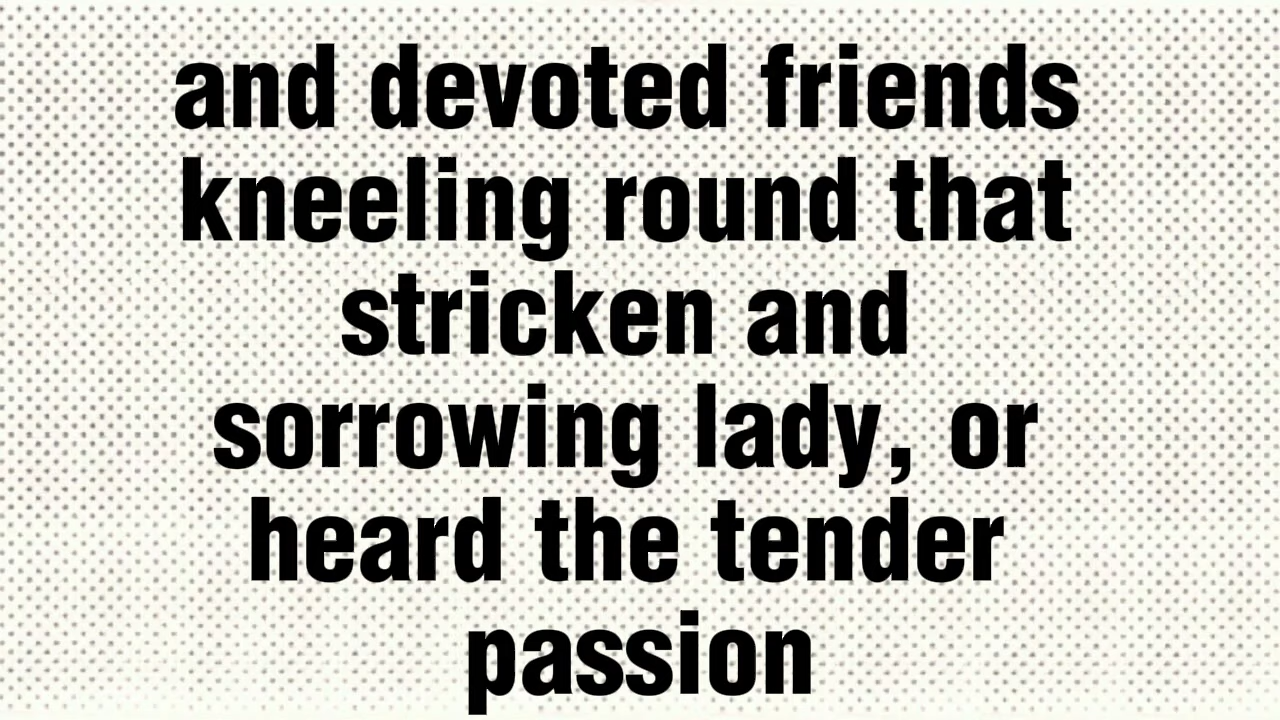 and devoted friends
kneeling round that
stricken and
sorrowing lady, or
heard the tender
passion